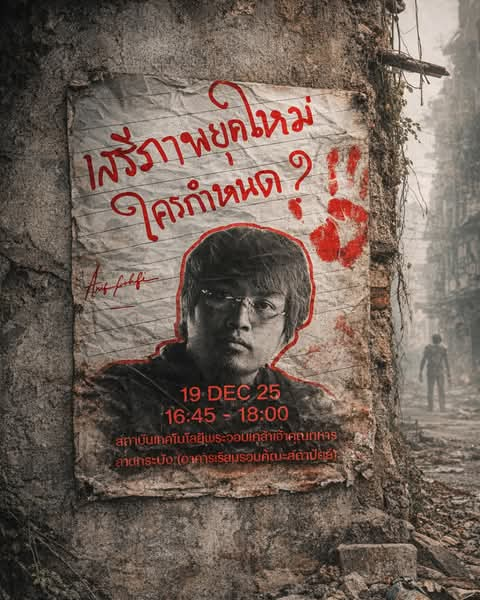 เสรีภาพยุคใหม่
ใครกำหนด?
19 DEC 25
16:45 - 18:00
สถาบันเทคโนโลยีพระจอมเกล้าเจ้าคุณทหาร
ลาดกระบัง (อาคารเรียนรวมคณะสถาปัตย์)